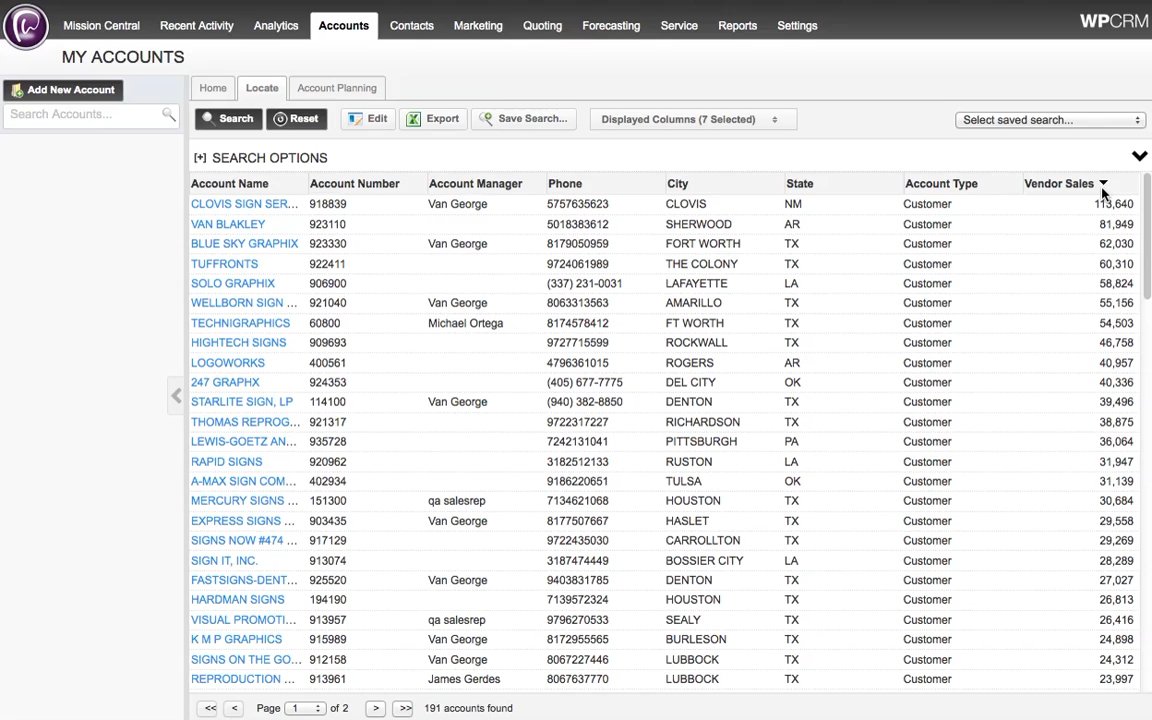 Mission Central Recent Activity Analytics Accounts Contacts Marketing Quoting Forecasting Service Reports Settings WPCRM
MY ACCOUNTS
Add New Account
Search Accounts...
Home Locate Account Planning
Search Reset Edit Export Save Search... Displayed Columns (7 Selected) Select saved search...
[+] SEARCH OPTIONS
Account Name Account Number Account Manager Phone City State Account Type Vendor Sales
CLOVIS SIGN SER... 918839 Van George 5757635623 CLOVIS NM Customer 113,640
VAN BLAKLEY 923110 5018383612 SHERWOOD AR Customer 81,949
BLUE SKY GRAPHIX 923330 Van George 8179050959 FORT WORTH TX Customer 62,030
TUFFRONTS 922411 9724061989 THE COLONY TX Customer 60,310
SOLO GRAPHIX 906900 (337) 231-0031 LAFAYETTE LA Customer 58,824
WELLBORN SIGN ... 921040 Van George 8063313563 AMARILLO TX Customer 55,156
TECHNIGRAPHICS 60800 Michael Ortega 8174578412 FT WORTH TX Customer 54,503
HIGHTECH SIGNS 909693 9727715599 ROCKWALL TX Customer 46,758
LOGOWORKS 400561 4796361015 ROGERS AR Customer 40,957
247 GRAPHX 924353 (405) 677-7775 DEL CITY OK Customer 40,336
STARLITE SIGN, LP 114100 Van George (940) 382-8850 DENTON TX Customer 39,496
THOMAS REPROG... 921317 9722317227 RICHARDSON TX Customer 38,875
LEWIS-GOETZ AN... 935728 7242131041 PITTSBURGH PA Customer 36,064
RAPID SIGNS 920962 3182512133 RUSTON LA Customer 31,947
A-MAX SIGN COM... 402934 9186220651 TULSA OK Customer 31,139
MERCURY SIGNS ... 151300 qa salesrep 7134621068 HOUSTON TX Customer 30,684
EXPRESS SIGNS ... 903435 Van George 8177507667 HASLET TX Customer 29,558
SIGNS NOW #474 ... 917129 9722435030 CARROLLTON TX Customer 29,269
SIGN IT, INC. 913074 3187474449 BOSSIER CITY LA Customer 28,289
FASTSIGNS-DENT... 925520 Van George 9403831785 DENTON TX Customer 27,027
HARDMAN SIGNS 194190 7139572324 HOUSTON TX Customer 26,813
VISUAL PROMOTI... 913957 qa salesrep 9796270533 SEALY TX Customer 26,416
K M P GRAPHICS 915989 Van George 8172955565 BURLESON TX Customer 24,898
SIGNS ON THE GO... 912158 Van George 8067227446 LUBBOCK TX Customer 24,312
REPRODUCTION ... 913961 James Gerdes 8067637770 LUBBOCK TX Customer 23,997
<< < Page 1 of 2 > >> 191 accounts found